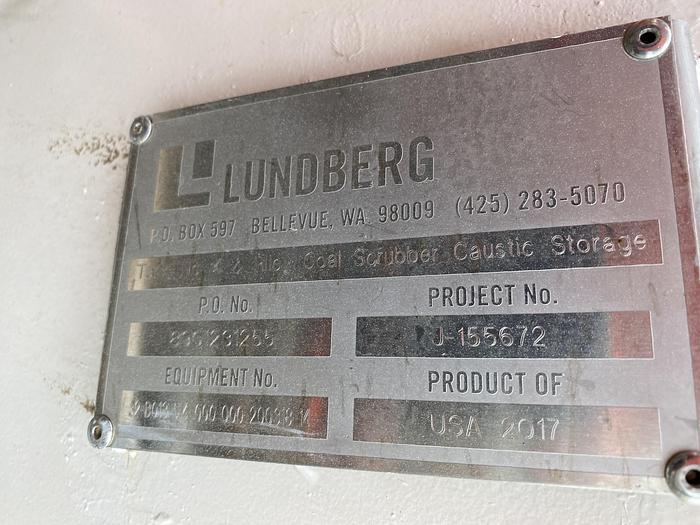 LUNDBERG
P.O. BOX 597 BELLEVUE, WA 98009 (425) 283-5070
Coal Scrubber Caustic Storage
P.O. No.
PROJECT No.
J-155672
EQUIPMENT No.
PRODUCT OF
USA 2017